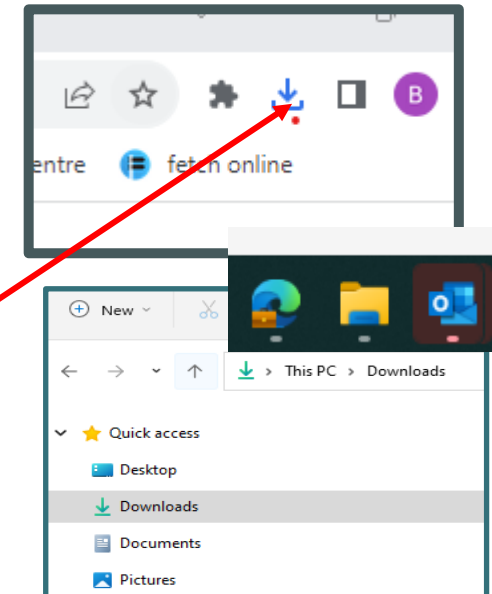 B
entre fetch online
New
This PC > Downloads
Quick access
Desktop
Downloads
Documents
Pictures